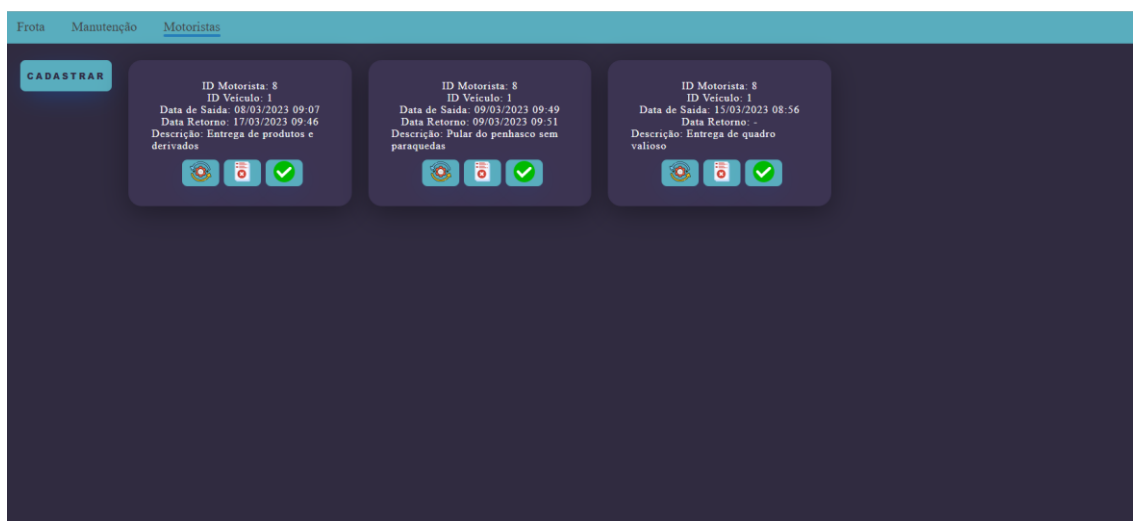 Frota
Manutenção
Motoristas
CADASTRAR
ID Motorista: 8
ID Veículo: 1
Data de Saida: 08/03/2023 09:07
Data Retorno: 17/03/2023 09:46
Descrição: Entrega de produtos e
derivados
ID Motorista: 8
ID Veículo: 1
Data de Saida: 09/03/2023 09:49
Data Retorno: 09/03/2023 09:51
Descrição: Pular do penhasco sem
paraquedas
ID Motorista: 8
ID Veículo: 1
Data de Saida: 15/03/2023 08:56
Data Retorno: -
Descrição: Entrega de quadro
valioso